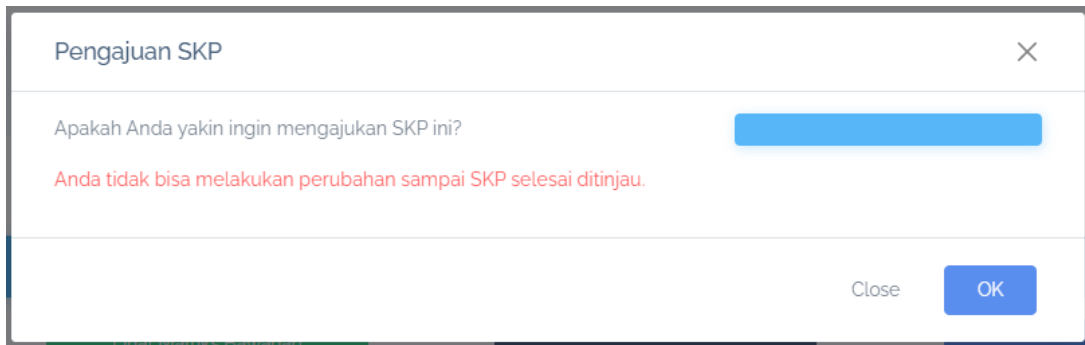 Pengajuan SKP
Apakah Anda yakin ingin mengajukan SKP ini?
Anda tidak bisa melakukan perubahan sampai SKP selesai ditinjau.
Close
OK